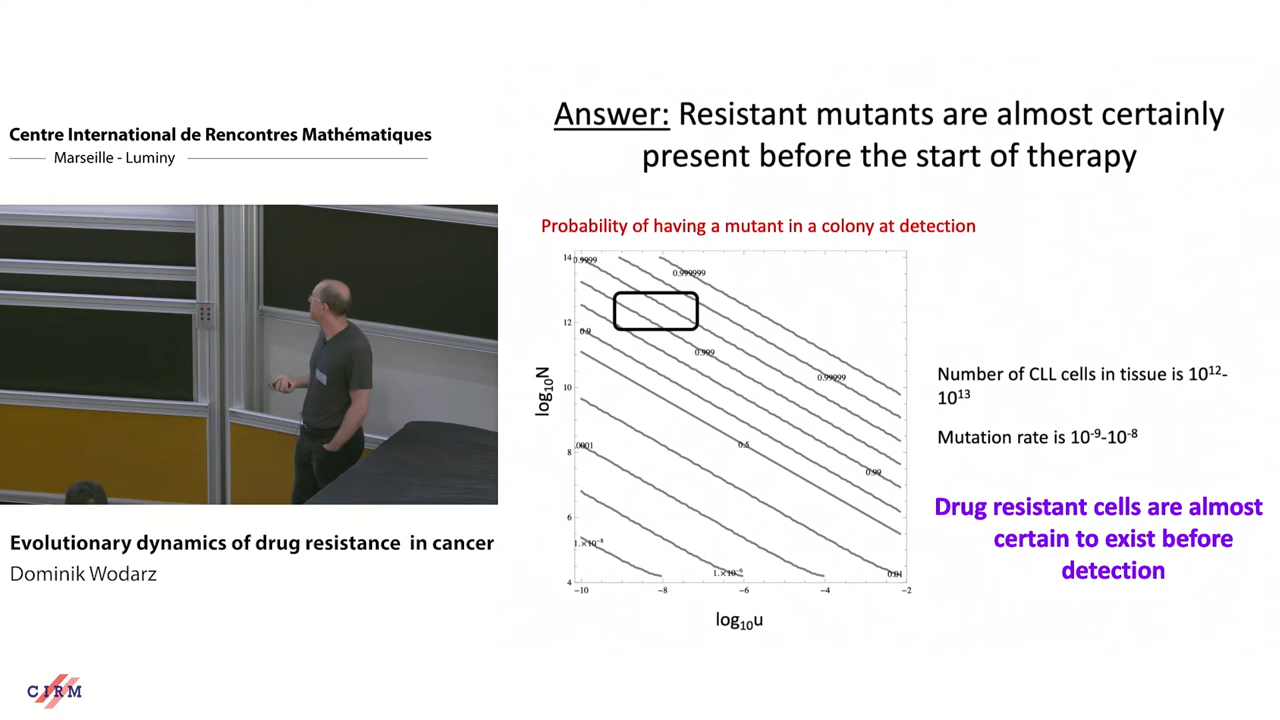 Centre International de Rencontres Mathématiques
Marseille - Luminy
Evolutionary dynamics of drug resistance in cancer
Dominik Wodarz
CIRM
Answer: Resistant mutants are almost certainly
present before the start of therapy
Probability of having a mutant in a colony at detection
14
12
10
8
6
4
log₁₀N
0.9999
0.999999
0.9
0.999
0.99999
.0001
0.5
0.99
1.×10⁻⁸
1.×10⁻⁶
0.01
-10
-8
-6
-4
-2
log₁₀u
Number of CLL cells in tissue is 10¹²-
10¹³
Mutation rate is 10⁻⁹-10⁻⁸
Drug resistant cells are almost
certain to exist before
detection